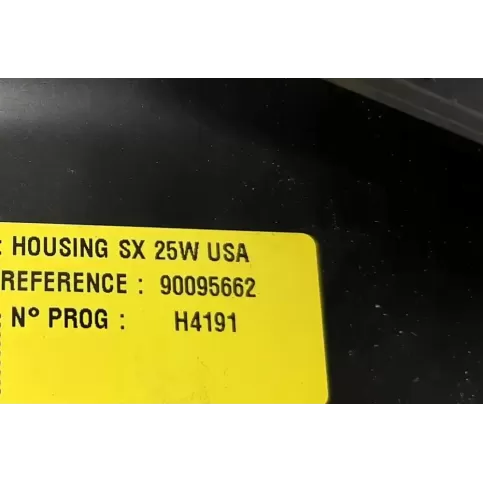 : HOUSING SX 25W USA
REFERENCE : 90095662
: N° PROG : H4191